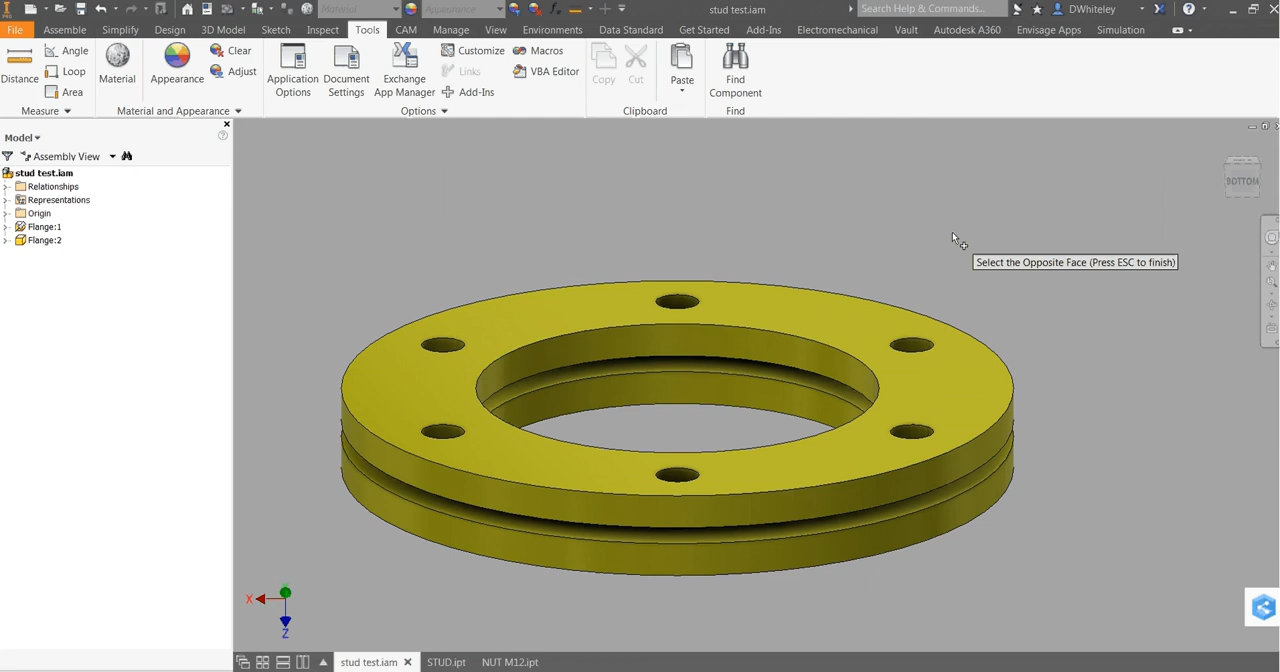 PRO
Material
Appearance
stud test.iam
Search Help & Commands...
DWhiteley
File Assemble Simplify Design 3D Model Sketch Inspect Tools CAM Manage View Environments Data Standard Get Started Add-Ins Electromechanical Vault Autodesk A360 Envisage Apps Simulation
Distance
Angle
Loop
Area
Material
Appearance
Clear
Adjust
Application Options
Document Settings
Exchange App Manager
Customize
Links
Add-Ins
Macros
VBA Editor
Copy
Cut
Paste
Find Component
Measure
Material and Appearance
Options
Clipboard
Find
Model
Assembly View
stud test.iam
Relationships
Representations
Origin
Flange:1
Flange:2
BOTTOM
Select the Opposite Face (Press ESC to finish)
X
Z
stud test.iam
STUD.ipt
NUT M12.ipt